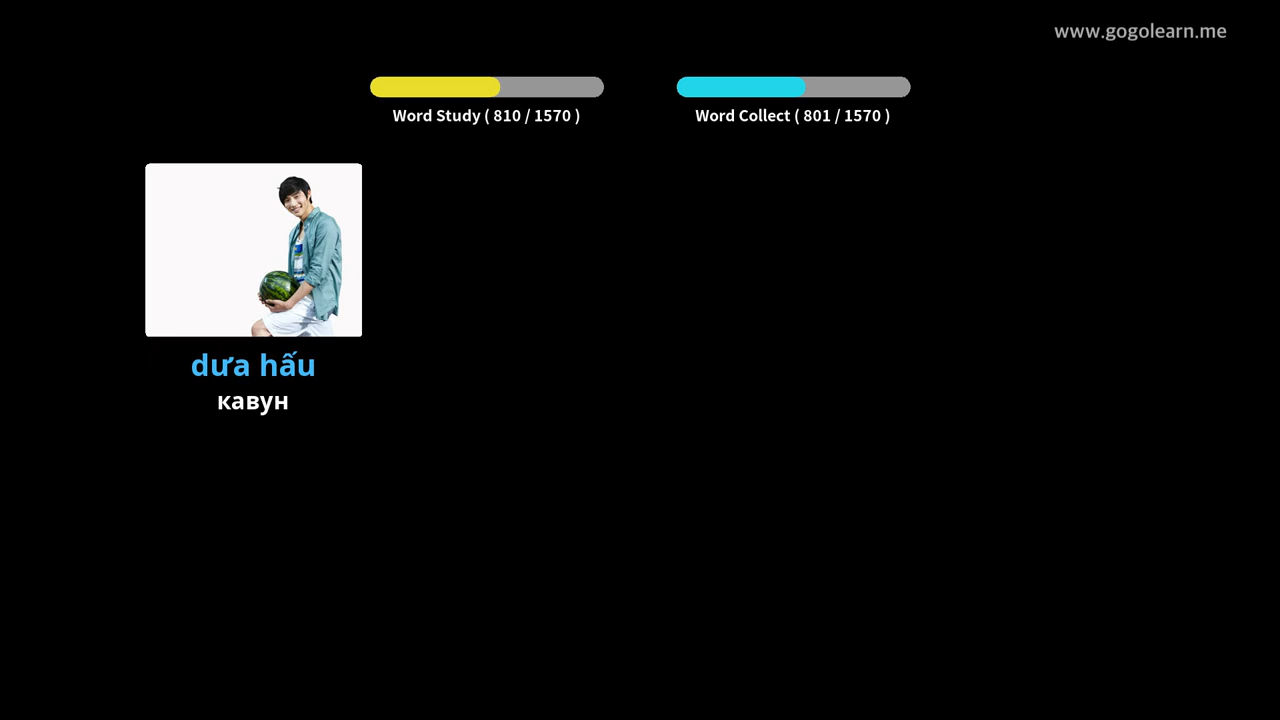 www.gogolearn.me
Word Study ( 810 / 1570 )
Word Collect ( 801 / 1570 )
dưa hấu
кавун